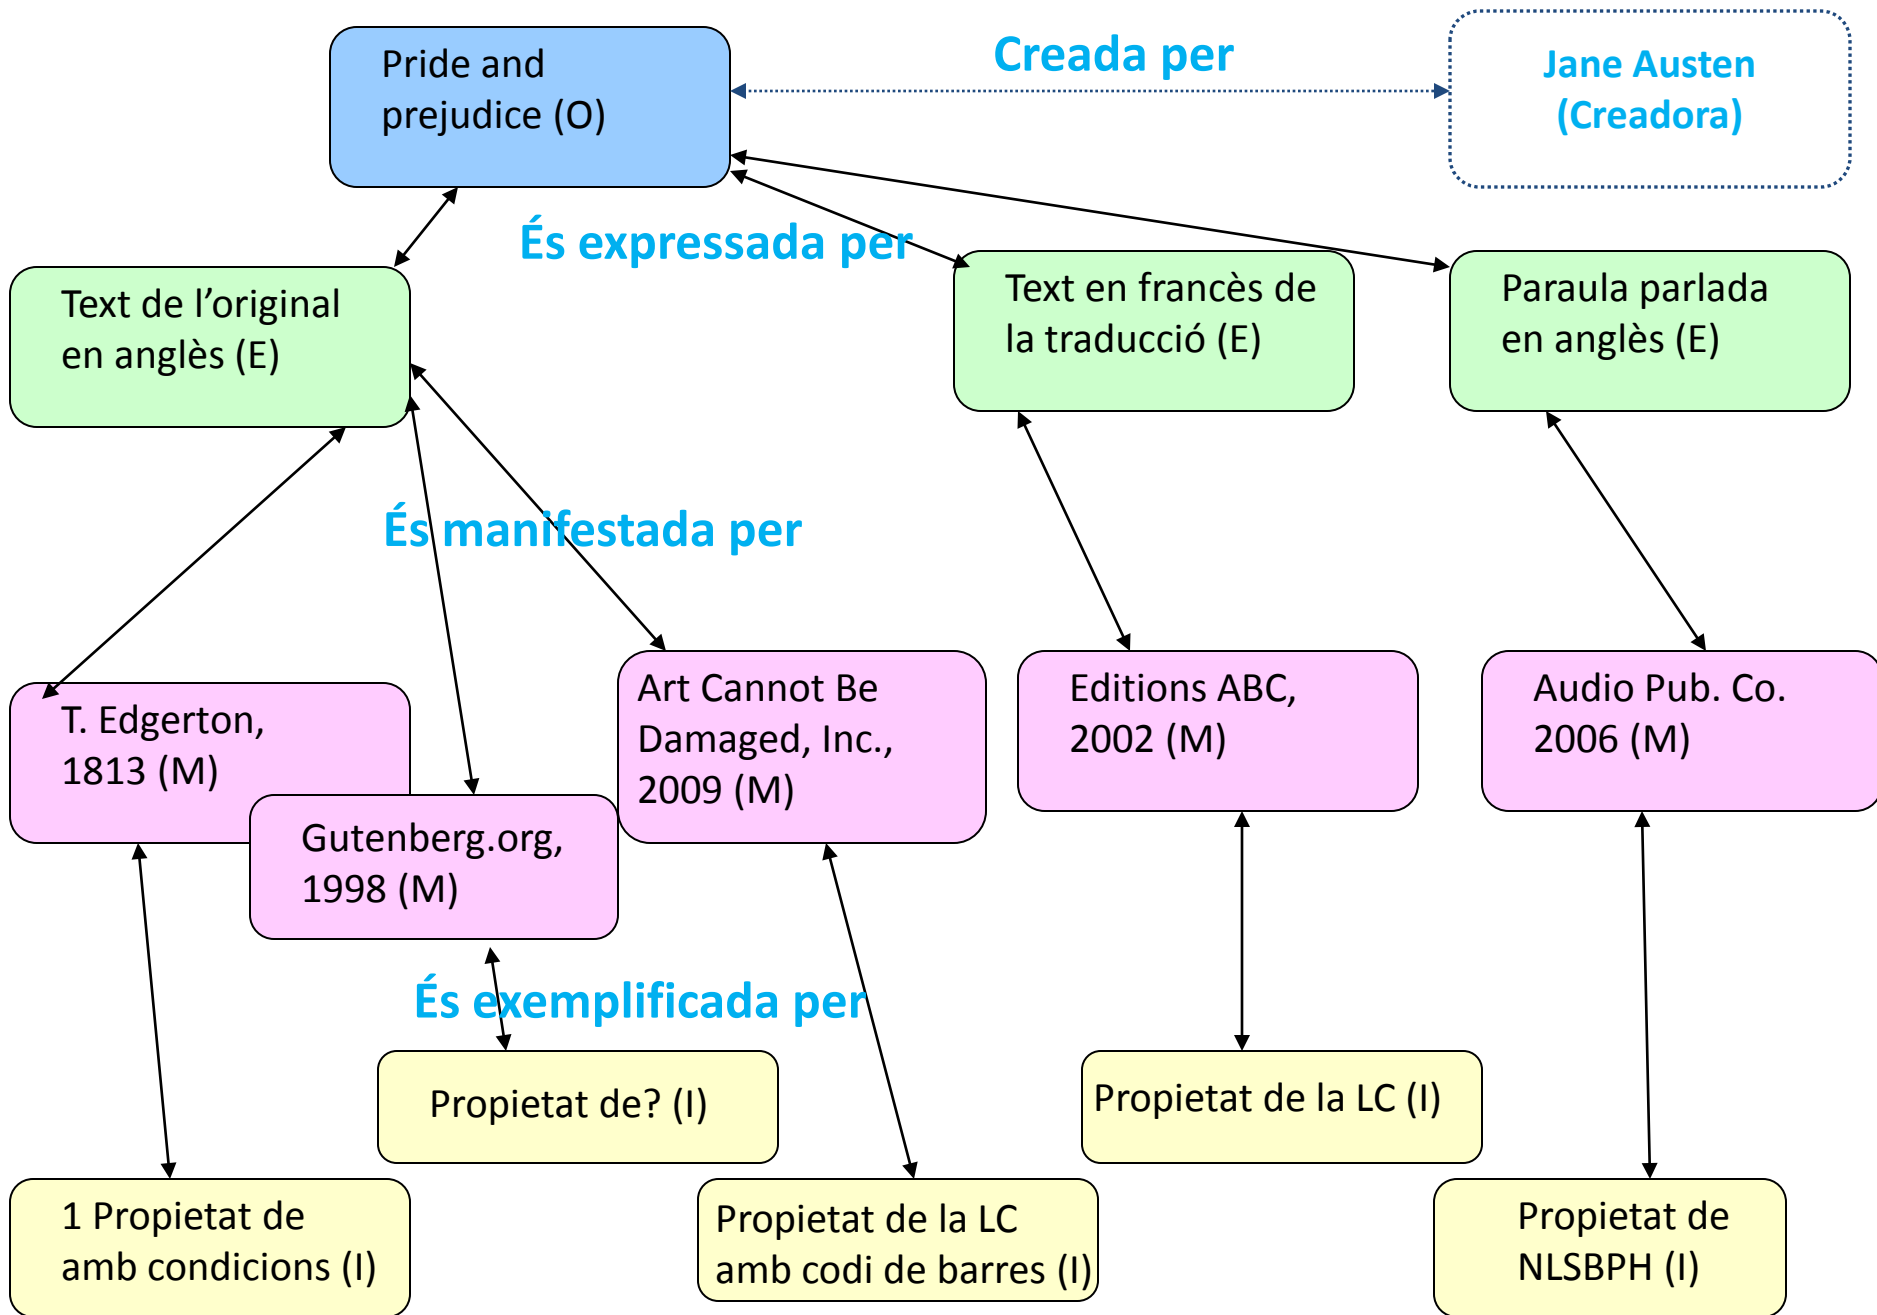 Pride and
prejudice (O)
Creada per
Jane Austen
(Creadora)
És expressada per
Text de l’original
en anglès (E)
Text en francès de
la traducció (E)
Paraula parlada
en anglès (E)
És manifestada per
T. Edgerton,
1813 (M)
Gutenberg.org,
1998 (M)
Art Cannot Be
Damaged, Inc.,
2009 (M)
Editions ABC,
2002 (M)
Audio Pub. Co.
2006 (M)
És exemplificada per
Propietat de? (I)
Propietat de la LC (I)
1 Propietat de
amb condicions (I)
Propietat de la LC
amb codi de barres (I)
Propietat de
NLSBPH (I)